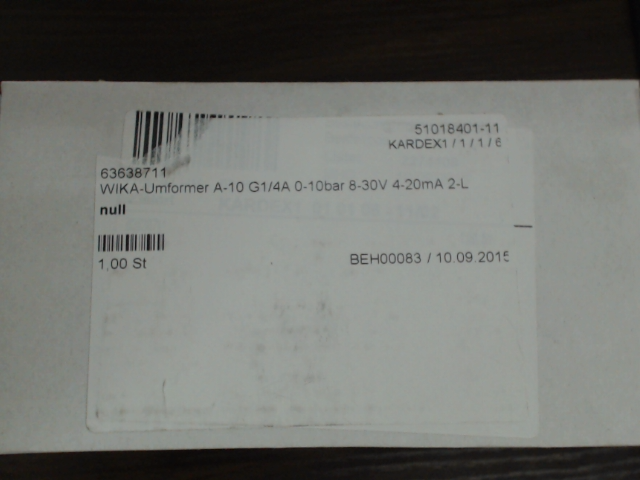 51018401-11
KARDEX1 / 1 / 1 / 6
63638711
WIKA-Umformer A-10 G1/4A 0-10bar 8-30V 4-20mA 2-L
null
1,00 St
BEH00083 / 10.09.2015